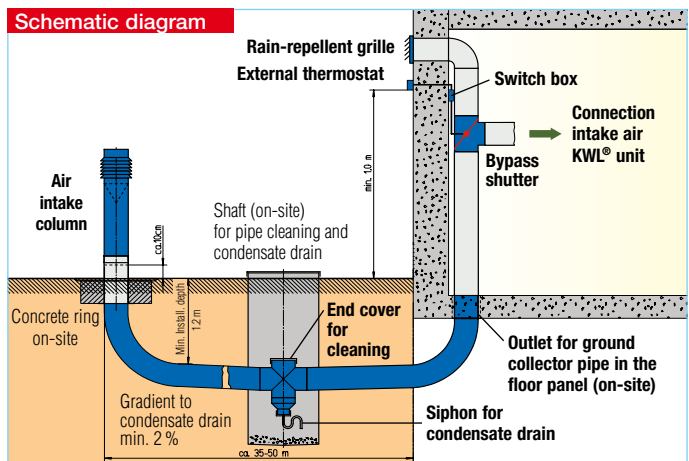 Schematic diagram
Rain-repellent grille
External thermostat
Switch box
Connection
intake air
KWL® unit
Bypass
shutter
min. 1.0 m
Air
intake
column
ca.10cm
Shaft (on-site)
for pipe cleaning and
condensate drain
Concrete ring
on-site
Min. Install. depth
1.2 m
End cover
for
cleaning
Outlet for ground
collector pipe in the
floor panel (on-site)
Gradient to
condensate drain
min. 2 %
Siphon for
condensate drain
ca. 35-50 m